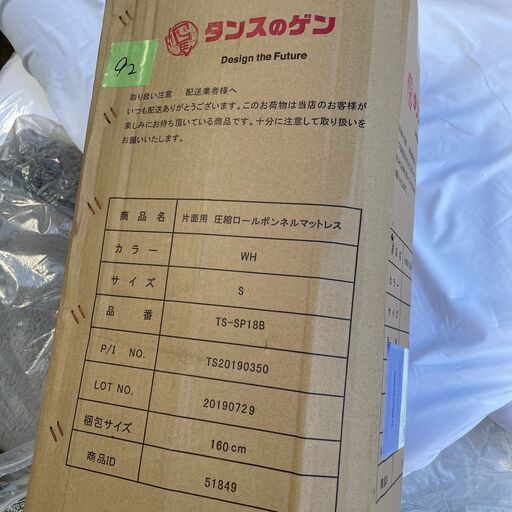 タンスのゲン
Design the Future
92
取り扱い注意 配送業者様へ
いつも配送ありがとうございます。このお荷物は当店のお客様が
楽しみにお待ち頂いている商品です。十分に注意して取り扱いを
お願いいたします。
商品名 片面用 圧縮ロールボンネルマットレス
カラー WH
サイズ S
品番 TS-SP18B
P/I NO. TS20190350
LOT NO. 20190729
梱包サイズ 160cm
商品ID 51849